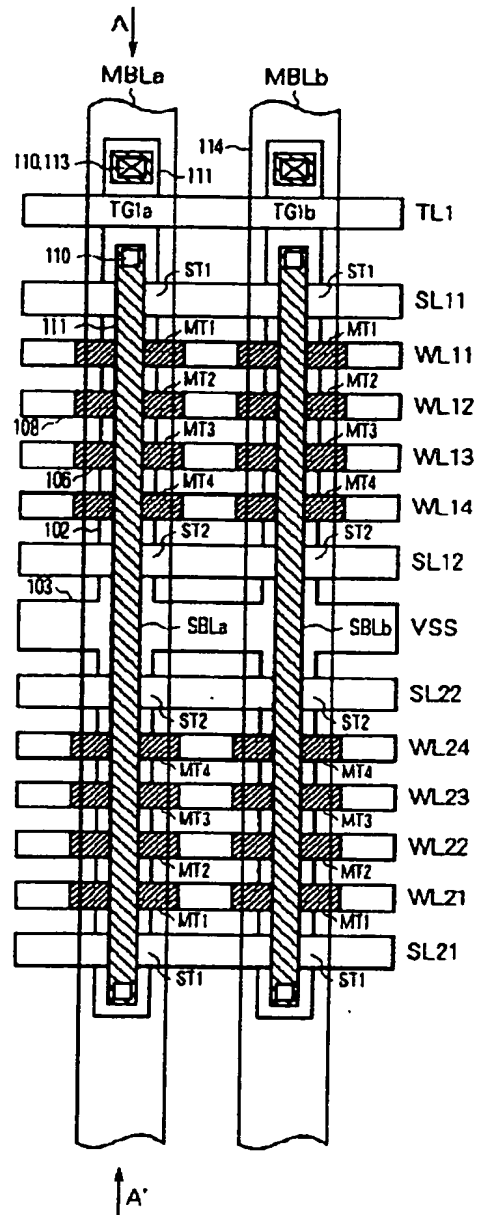 A
MBLa MBLb
114
110,113 111
TG1a TG1b TL1
110
ST1 ST1
SL11
111
MT1 MT1
WL11
MT2 MT2
WL12
108
MT3 MT3
WL13
106
MT4 MT4
WL14
102
ST2 ST2
SL12
103
SBLa SBLb VSS
SL22
ST2 ST2
WL24
MT4 MT4
WL23
MT3 MT3
WL22
MT2 MT2
WL21
MT1 MT1
SL21
ST1 ST1
A'